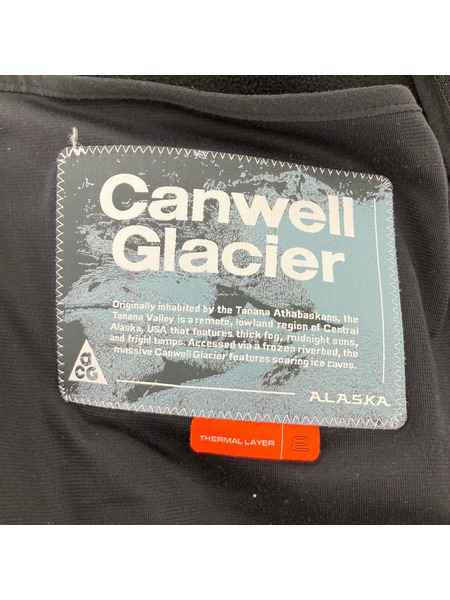 Canwell
Glacier
Originally inhabited by the Tanana Athabaskans, the
Tanana Valley is a remote, lowland region of Central
Alaska, USA that features thick fog, midnight suns,
and frigid temps. Accessed via a frozen riverbed, the
massive Canwell Glacier features soaring ice caves.
aCG
ALASKA
THERMAL LAYER 2